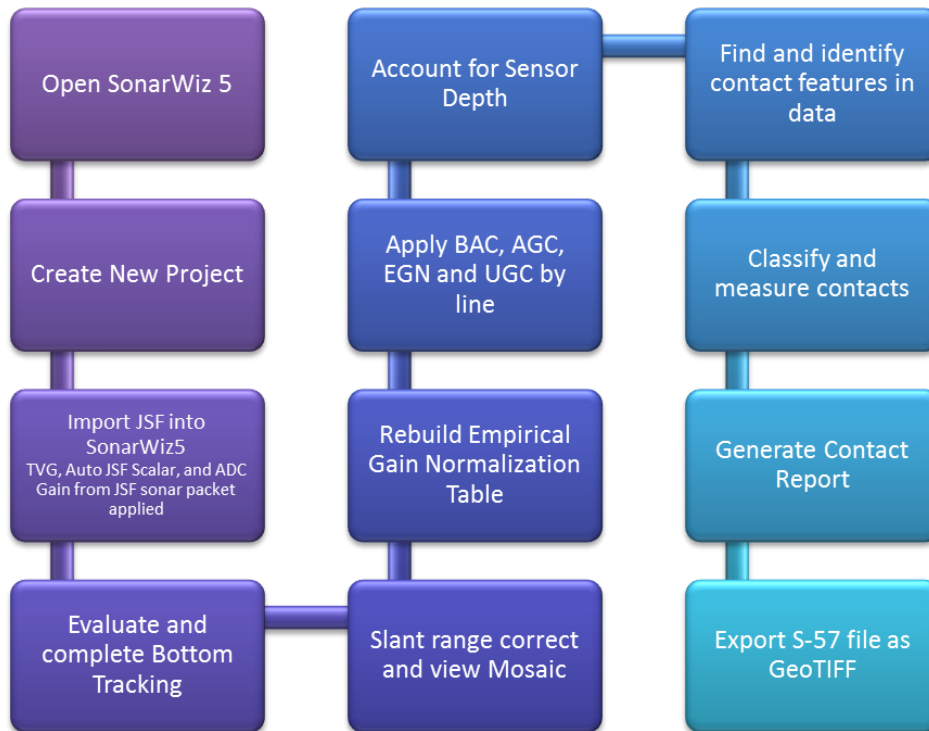 Open SonarWiz 5
Create New Project
Import JSF into
SonarWiz5
TVG, Auto JSF Scalar, and ADC
Gain from JSF sonar packet
applied
Evaluate and
complete Bottom
Tracking
Slant range correct
and view Mosaic
Rebuild Empirical
Gain Normalization
Table
Apply BAC, AGC,
EGN and UGC by
line
Account for Sensor
Depth
Find and identify
contact features in
data
Classify and
measure contacts
Generate Contact
Report
Export S-57 file as
GeoTIFF